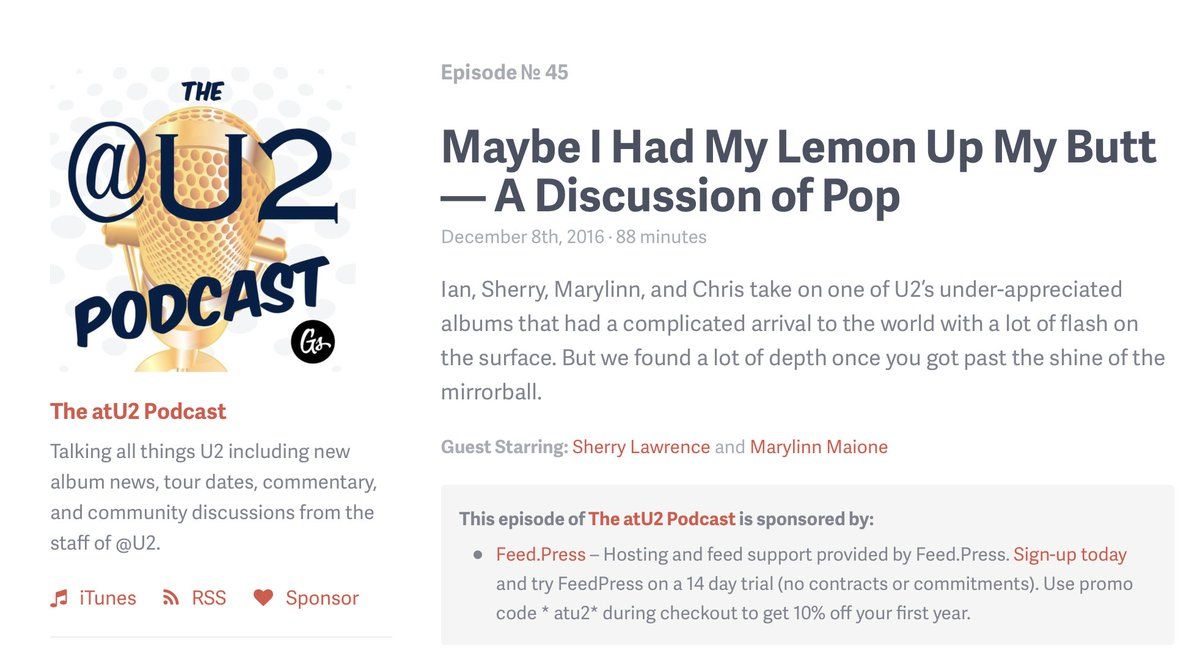 THE
@U2
PODCAST
Gs
The atU2 Podcast
Talking all things U2 including new
album news, tour dates, commentary,
and community discussions from the
staff of @U2.
iTunes RSS Sponsor
Episode № 45
Maybe I Had My Lemon Up My Butt
— A Discussion of Pop
December 8th, 2016 · 88 minutes
Ian, Sherry, Marylinn, and Chris take on one of U2’s under-appreciated
albums that had a complicated arrival to the world with a lot of flash on
the surface. But we found a lot of depth once you got past the shine of the
mirrorball.
Guest Starring: Sherry Lawrence and Marylinn Maione
This episode of The atU2 Podcast is sponsored by:
● Feed.Press – Hosting and feed support provided by Feed.Press. Sign-up today
and try FeedPress on a 14 day trial (no contracts or commitments). Use promo
code * atu2* during checkout to get 10% off your first year.